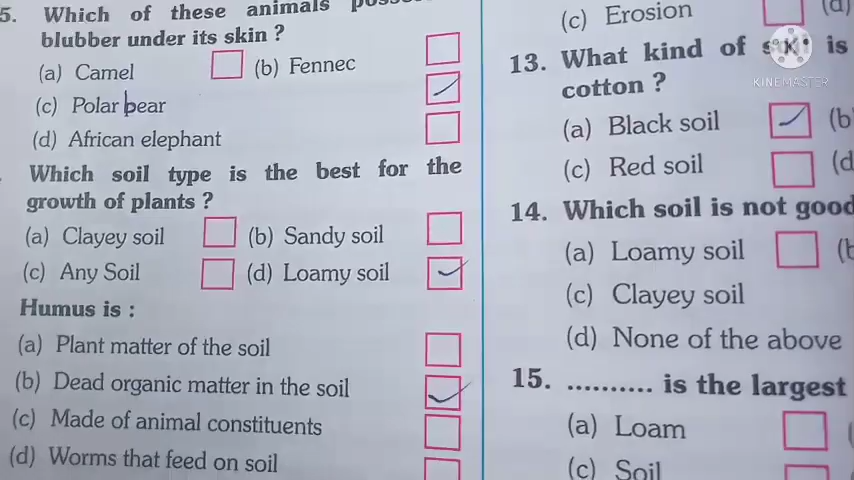 5. Which of these animals
blubber under its skin ?
(a) Camel (b) Fennec
(c) Polar bear
(d) African elephant
Which soil type is the best for the
growth of plants ?
(a) Clayey soil (b) Sandy soil
(c) Any Soil (d) Loamy soil
Humus is :
(a) Plant matter of the soil
(b) Dead organic matter in the soil
(c) Made of animal constituents
(d) Worms that feed on soil
(c) Erosion (d)
13. What kind of is
cotton ?
(a) Black soil (b
(c) Red soil (d
14. Which soil is not good
(a) Loamy soil (b
(c) Clayey soil
(d) None of the above
15. .......... is the largest
(a) Loam
(c) Soil
KINEMASTER